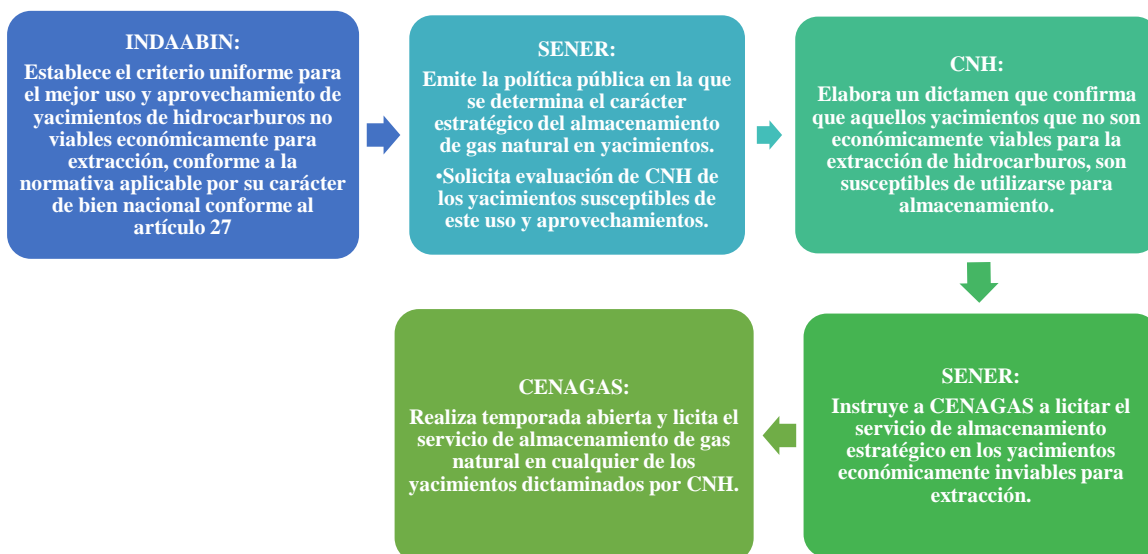 INDAABIN:
Establece el criterio uniforme para
el mejor uso y aprovechamiento de
yacimientos de hidrocarburos no
viables económicamente para
extracción, conforme a la
normativa aplicable por su carácter
de bien nacional conforme al
artículo 27
SENER:
Emite la política pública en la que
se determina el carácter
estratégico del almacenamiento
de gas natural en yacimientos.
•Solicita evaluación de CNH de
los yacimientos susceptibles de
este uso y aprovechamientos.
CNH:
Elabora un dictamen que confirma
que aquellos yacimientos que no son
económicamente viables para la
extracción de hidrocarburos, son
susceptibles de utilizarse para
almacenamiento.
SENER:
Instruye a CENAGAS a licitar el
servicio de almacenamiento
estratégico en los yacimientos
económicamente inviables para
extracción.
CENAGAS:
Realiza temporada abierta y licita el
servicio de almacenamiento de gas
natural en cualquier de los
yacimientos dictaminados por CNH.